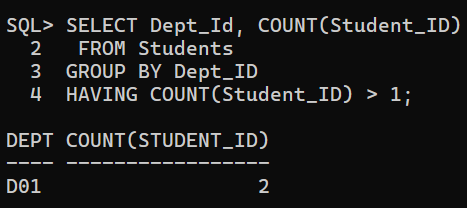 SQL> SELECT Dept_Id, COUNT(Student_ID)
  2   FROM Students
  3  GROUP BY Dept_ID
  4  HAVING COUNT(Student_ID) > 1;

DEPT COUNT(STUDENT_ID)
---- -----------------
D01                  2